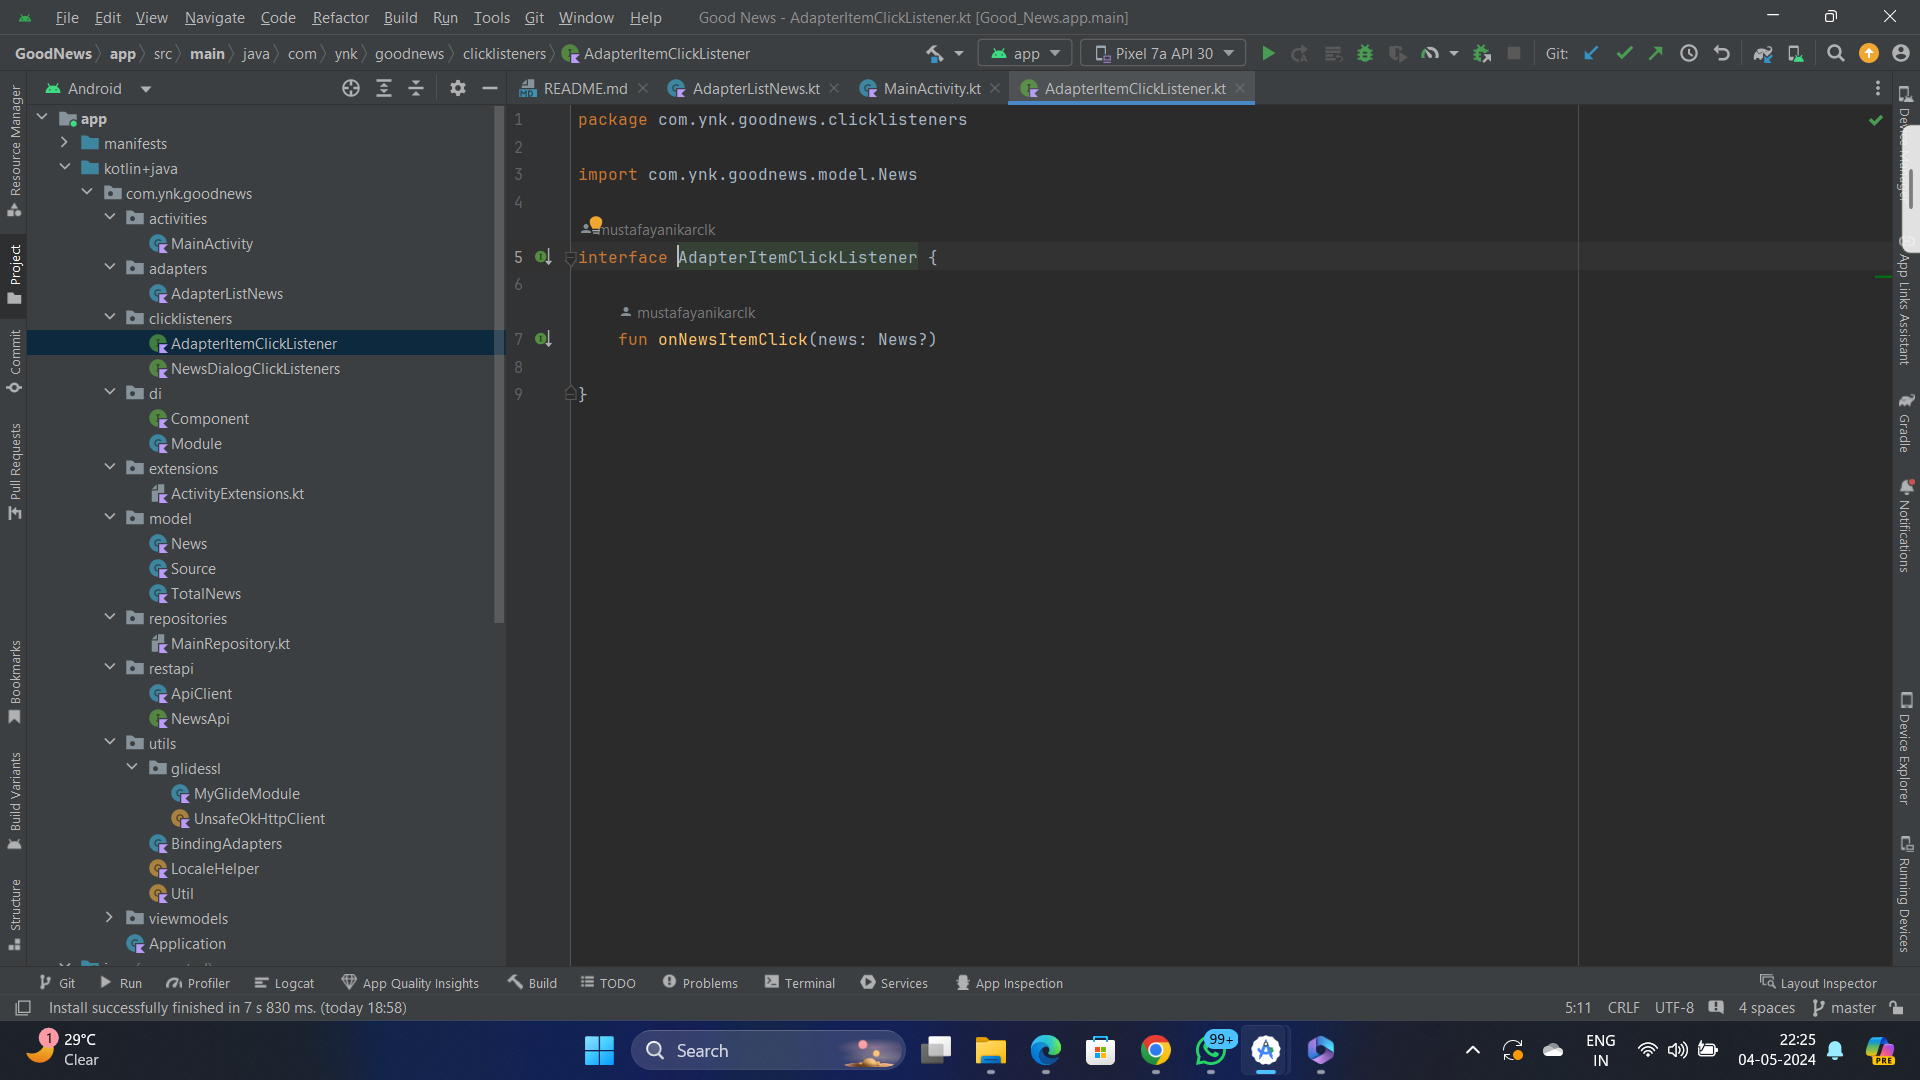 File Edit View Navigate Code Refactor Build Run Tools Git Window Help Good News - AdapterItemClickListener.kt [Good_News.app.main]
GoodNews app src main java com ynk goodnews clicklisteners AdapterItemClickListener app Pixel 7a API 30 Git:
Android README.md AdapterListNews.kt MainActivity.kt AdapterItemClickListener.kt
Resource Manager
Project
Commit
Pull Requests
Bookmarks
Build Variants
Structure
app
manifests
kotlin+java
com.ynk.goodnews
activities
MainActivity
adapters
AdapterListNews
clicklisteners
AdapterItemClickListener
NewsDialogClickListeners
di
Component
Module
extensions
ActivityExtensions.kt
model
News
Source
TotalNews
repositories
MainRepository.kt
restapi
ApiClient
NewsApi
utils
glidessl
MyGlideModule
UnsafeOkHttpClient
BindingAdapters
LocaleHelper
Util
viewmodels
Application
1 package com.ynk.goodnews.clicklisteners
2
3 import com.ynk.goodnews.model.News
4
mustafayanikarclk
5 interface AdapterItemClickListener {
6
mustafayanikarclk
7 fun onNewsItemClick(news: News?)
8
9 }
Device Manager
App Links Assistant
Gradle
Notifications
Device Explorer
Running Devices
Git Run Profiler Logcat App Quality Insights Build TODO Problems Terminal Services App Inspection Layout Inspector
Install successfully finished in 7 s 830 ms. (today 18:58) 5:11 CRLF UTF-8 4 spaces master
1
29°C
Clear
Search
99+
ENG
IN
22:25
04-05-2024
PRE